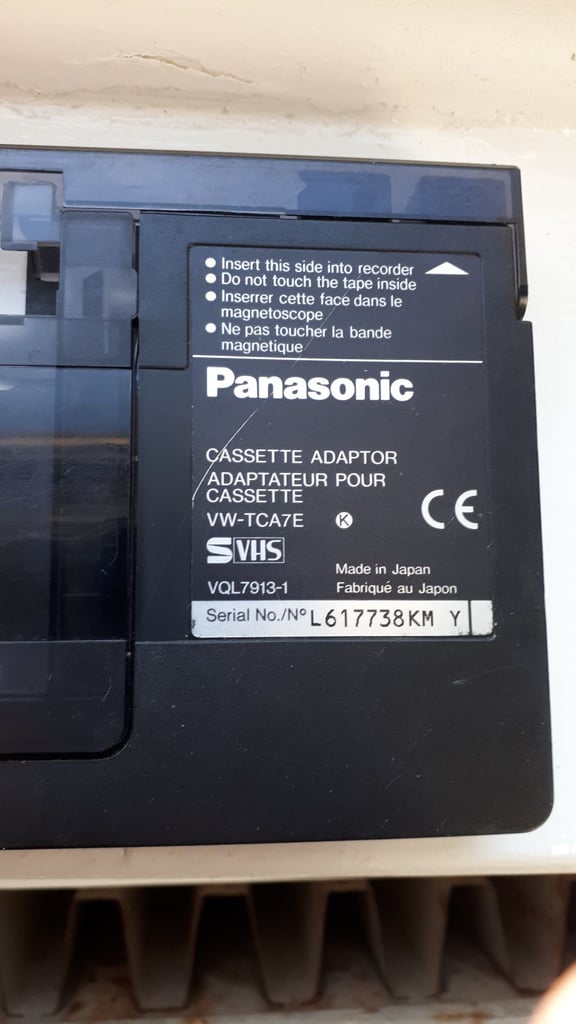 ● Insert this side into recorder
● Do not touch the tape inside
● Inserrer cette face dans le
magnetoscope
● Ne pas toucher la bande
magnetique
Panasonic
CASSETTE ADAPTOR
ADAPTATEUR POUR
CASSETTE
VW-TCA7E K
CE
S VHS
Made in Japan
VQL7913-1 Fabriqué au Japon
Serial No./Nº L617738KM Y